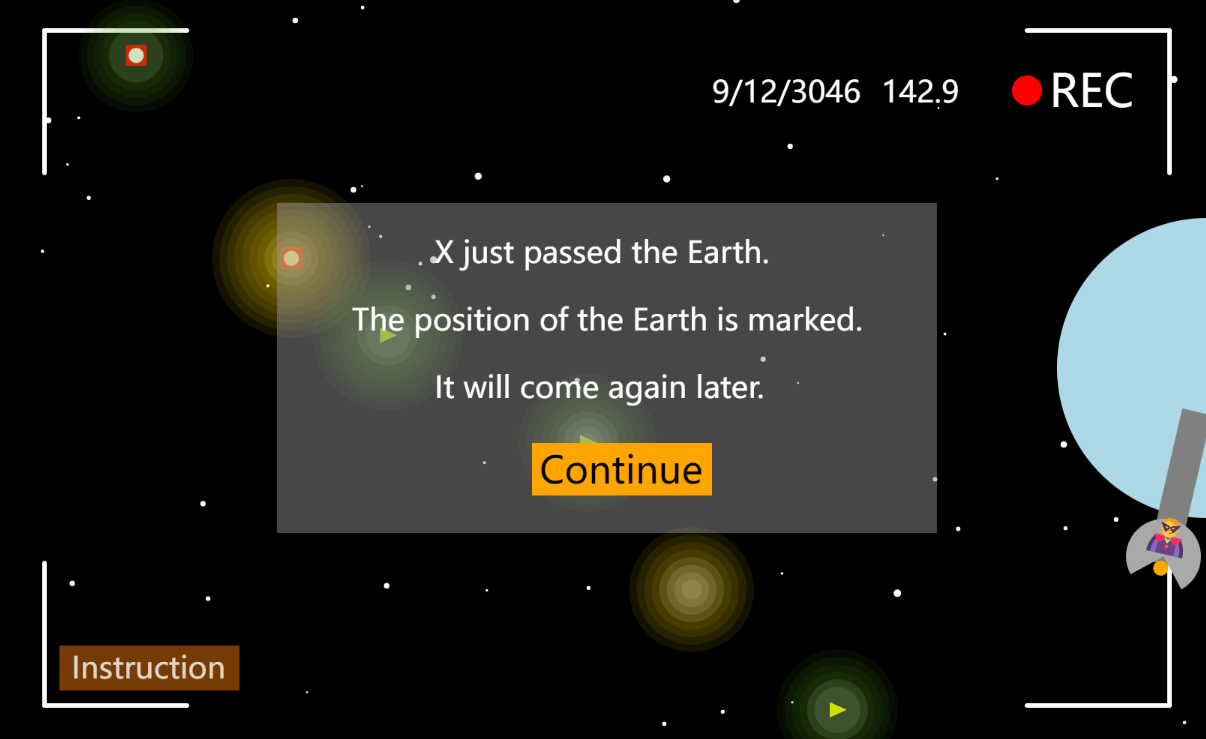 9/12/3046 142.9 REC
X just passed the Earth.
The position of the Earth is marked.
It will come again later.
Continue
Instruction